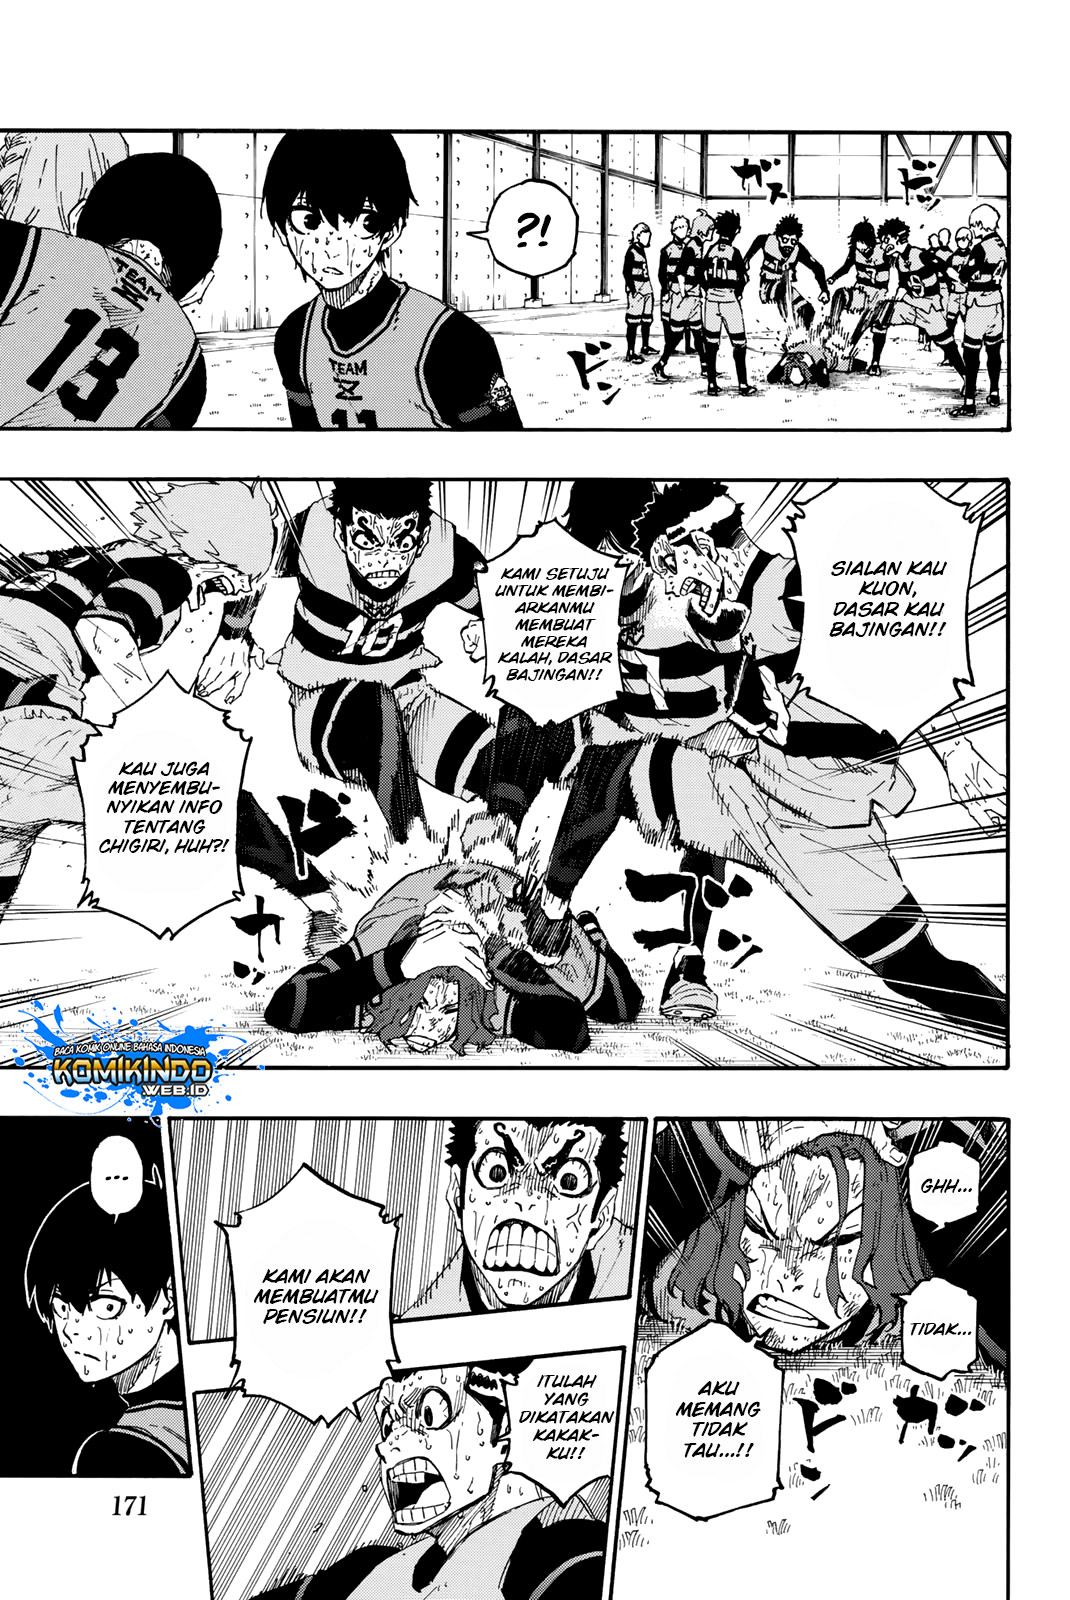 ガス
ド
?!
ドン
TEAM
Z
13
TEAM
Z
11
SIALAN KAU
KUON,
DASAR KAU
BAJINGAN!!
KAMI SETUJU
UNTUK MEMBI-
ARKANMU
MEMBUAT
MEREKA
KALAH, DASAR
BAJINGAN!!
10
KAU JUGA
MENYEMBU-
NYIKAN INFO
TENTANG
CHIGIRI, HUH?!
ドド
ガッ
ゴッ
BACA KOMIK ONLINE BAHASA INDONESIA
KOMIKINDO
.WEB.ID
GHH...
TIDAK...
AKU
MEMANG
TIDAK
TAU...!!
KAMI AKAN
MEMBUATMU
PENSIUN!!
ITULAH
YANG
DIKATAKAN
KAKAK-
KU!!
...
171